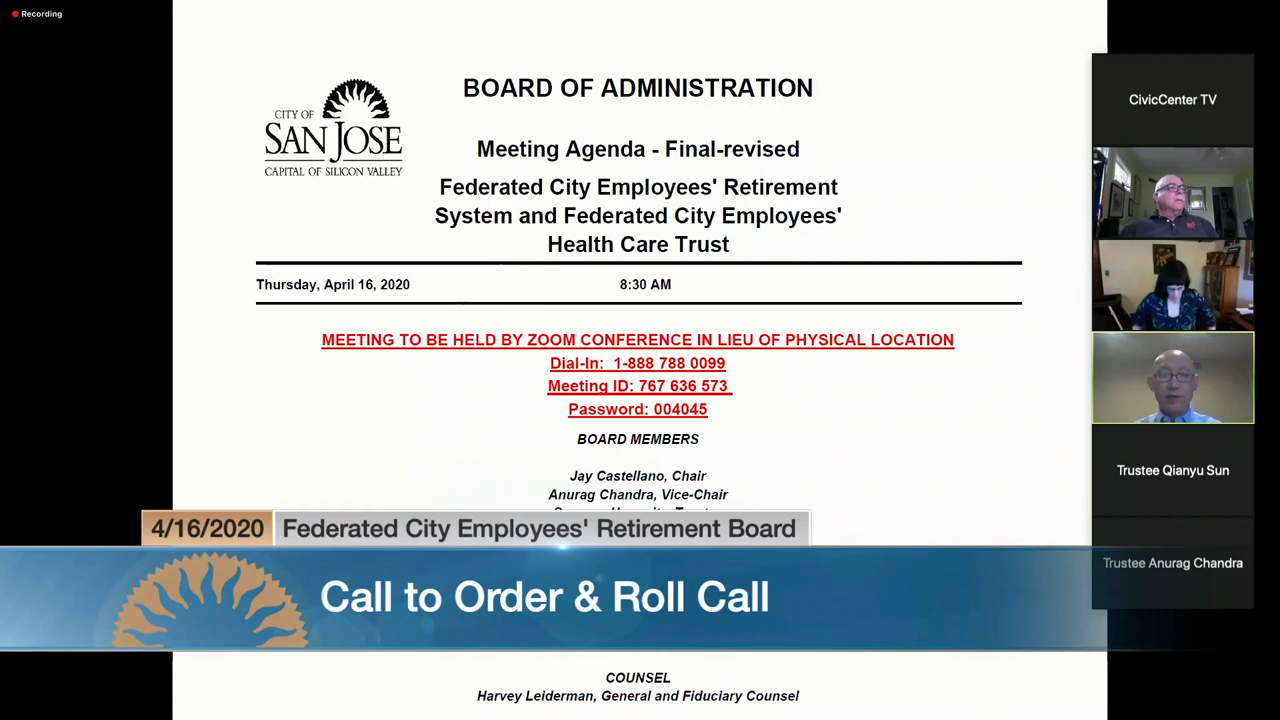 Recording
CITY OF
SAN JOSE
CAPITAL OF SILICON VALLEY
BOARD OF ADMINISTRATION
Meeting Agenda - Final-revised
Federated City Employees' Retirement
System and Federated City Employees'
Health Care Trust
Thursday, April 16, 2020 8:30 AM
MEETING TO BE HELD BY ZOOM CONFERENCE IN LIEU OF PHYSICAL LOCATION
Dial-In: 1-888 788 0099
Meeting ID: 767 636 573
Password: 004045
BOARD MEMBERS
Jay Castellano, Chair
Anurag Chandra, Vice-Chair
4/16/2020 Federated City Employees' Retirement Board
Call to Order & Roll Call
COUNSEL
Harvey Leiderman, General and Fiduciary Counsel
CivicCenter TV
Trustee Qianyu Sun
Trustee Anurag Chandra